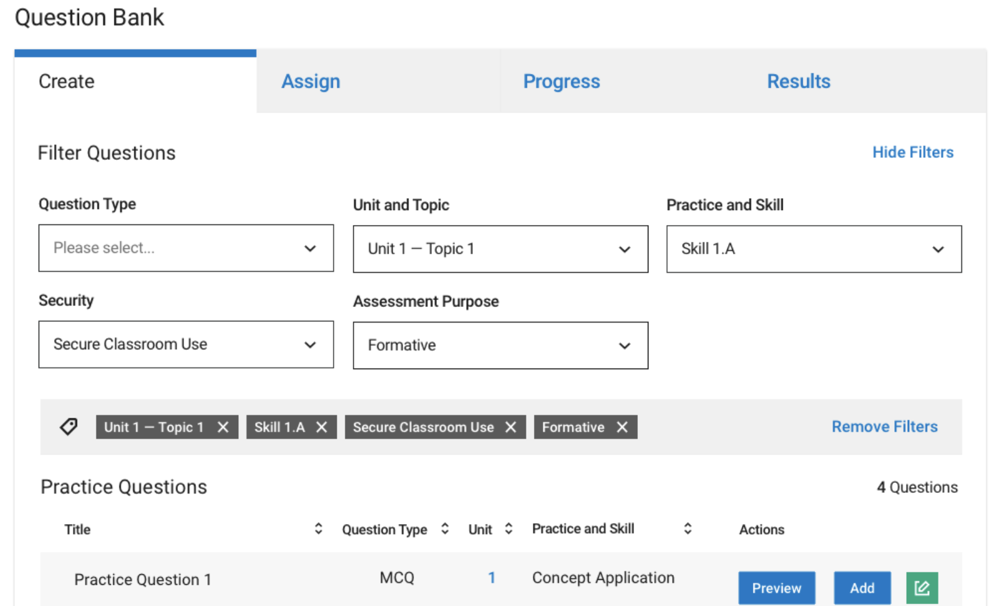 Question Bank
Create Assign Progress Results
Filter Questions Hide Filters
Question Type Unit and Topic Practice and Skill
Please select... Unit 1 – Topic 1 Skill 1.A
Security Assessment Purpose
Secure Classroom Use Formative
Unit 1 – Topic 1 Skill 1.A Secure Classroom Use Formative Remove Filters
Practice Questions 4 Questions
Title Question Type Unit Practice and Skill Actions
Practice Question 1 MCQ 1 Concept Application Preview Add